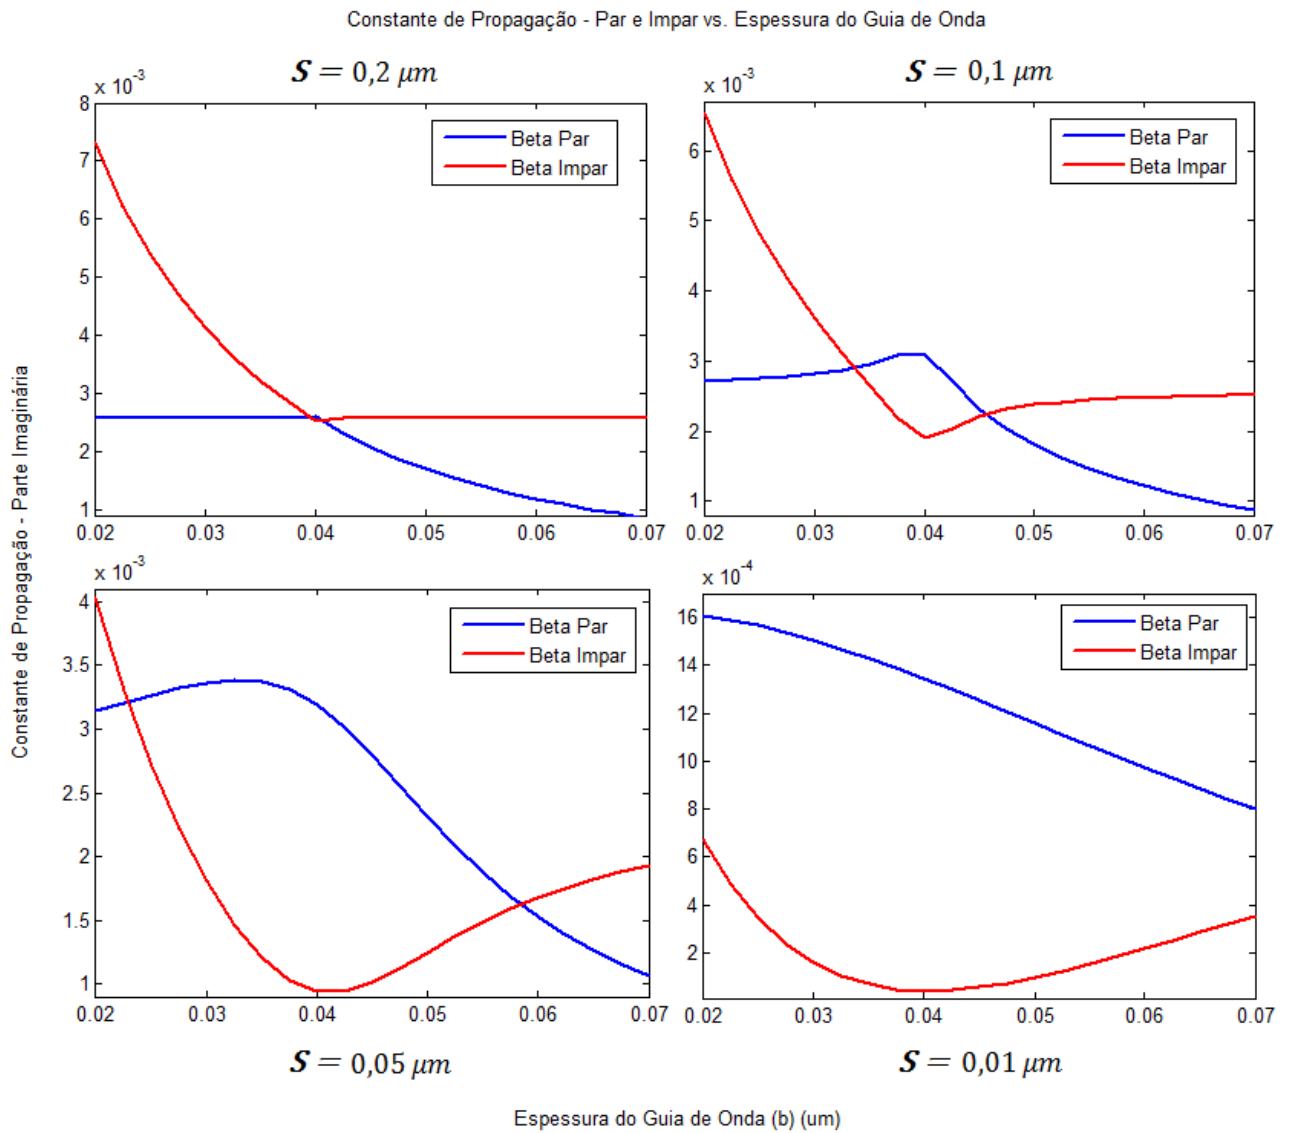 Constante de Propagação - Par e Impar vs. Espessura do Guia de Onda
S = 0,2 μm
x 10-3
8
7
6
5
4
3
2
1
0.02 0.03 0.04 0.05 0.06 0.07
Beta Par
Beta Impar
S = 0,1 μm
x 10-3
6
5
4
3
2
1
0.02 0.03 0.04 0.05 0.06 0.07
Beta Par
Beta Impar
Constante de Propagação - Parte Imaginária
x 10-3
4
3.5
3
2.5
2
1.5
1
0.02 0.03 0.04 0.05 0.06 0.07
Beta Par
Beta Impar
S = 0,05 μm
x 10-4
16
14
12
10
8
6
4
2
0.02 0.03 0.04 0.05 0.06 0.07
Beta Par
Beta Impar
S = 0,01 μm
Espessura do Guia de Onda (b) (um)